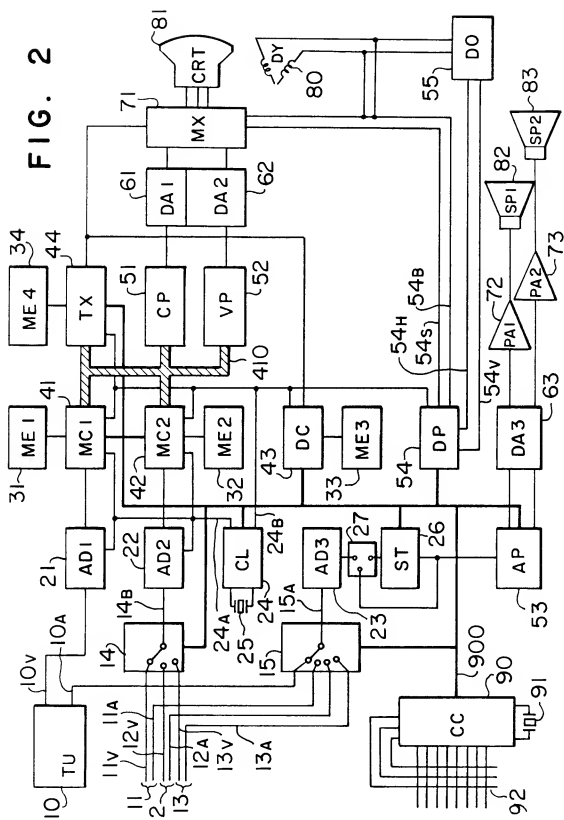 FIG. 2
81
CRT
DY
80
55
DO
71
MX
61
DA1
DA2
62
83
SP2
82
SP1
34
ME4
44
TX
51
CP
VP
52
54B
54S
54H
54V
72
PA1
PA2
73
410
41
ME1
MC1
MC2
ME2
31
42
32
43
DC
ME3
33
54
DP
63
DA3
21
AD1
22
AD2
24B
24A
CL
24
25
AD3
23
27
26
ST
AP
53
10V
10A
14B
14
15A
15
900
90
CC
91
TU
10
11A
12V
11V
12A
13V
13A
11
2
13
92